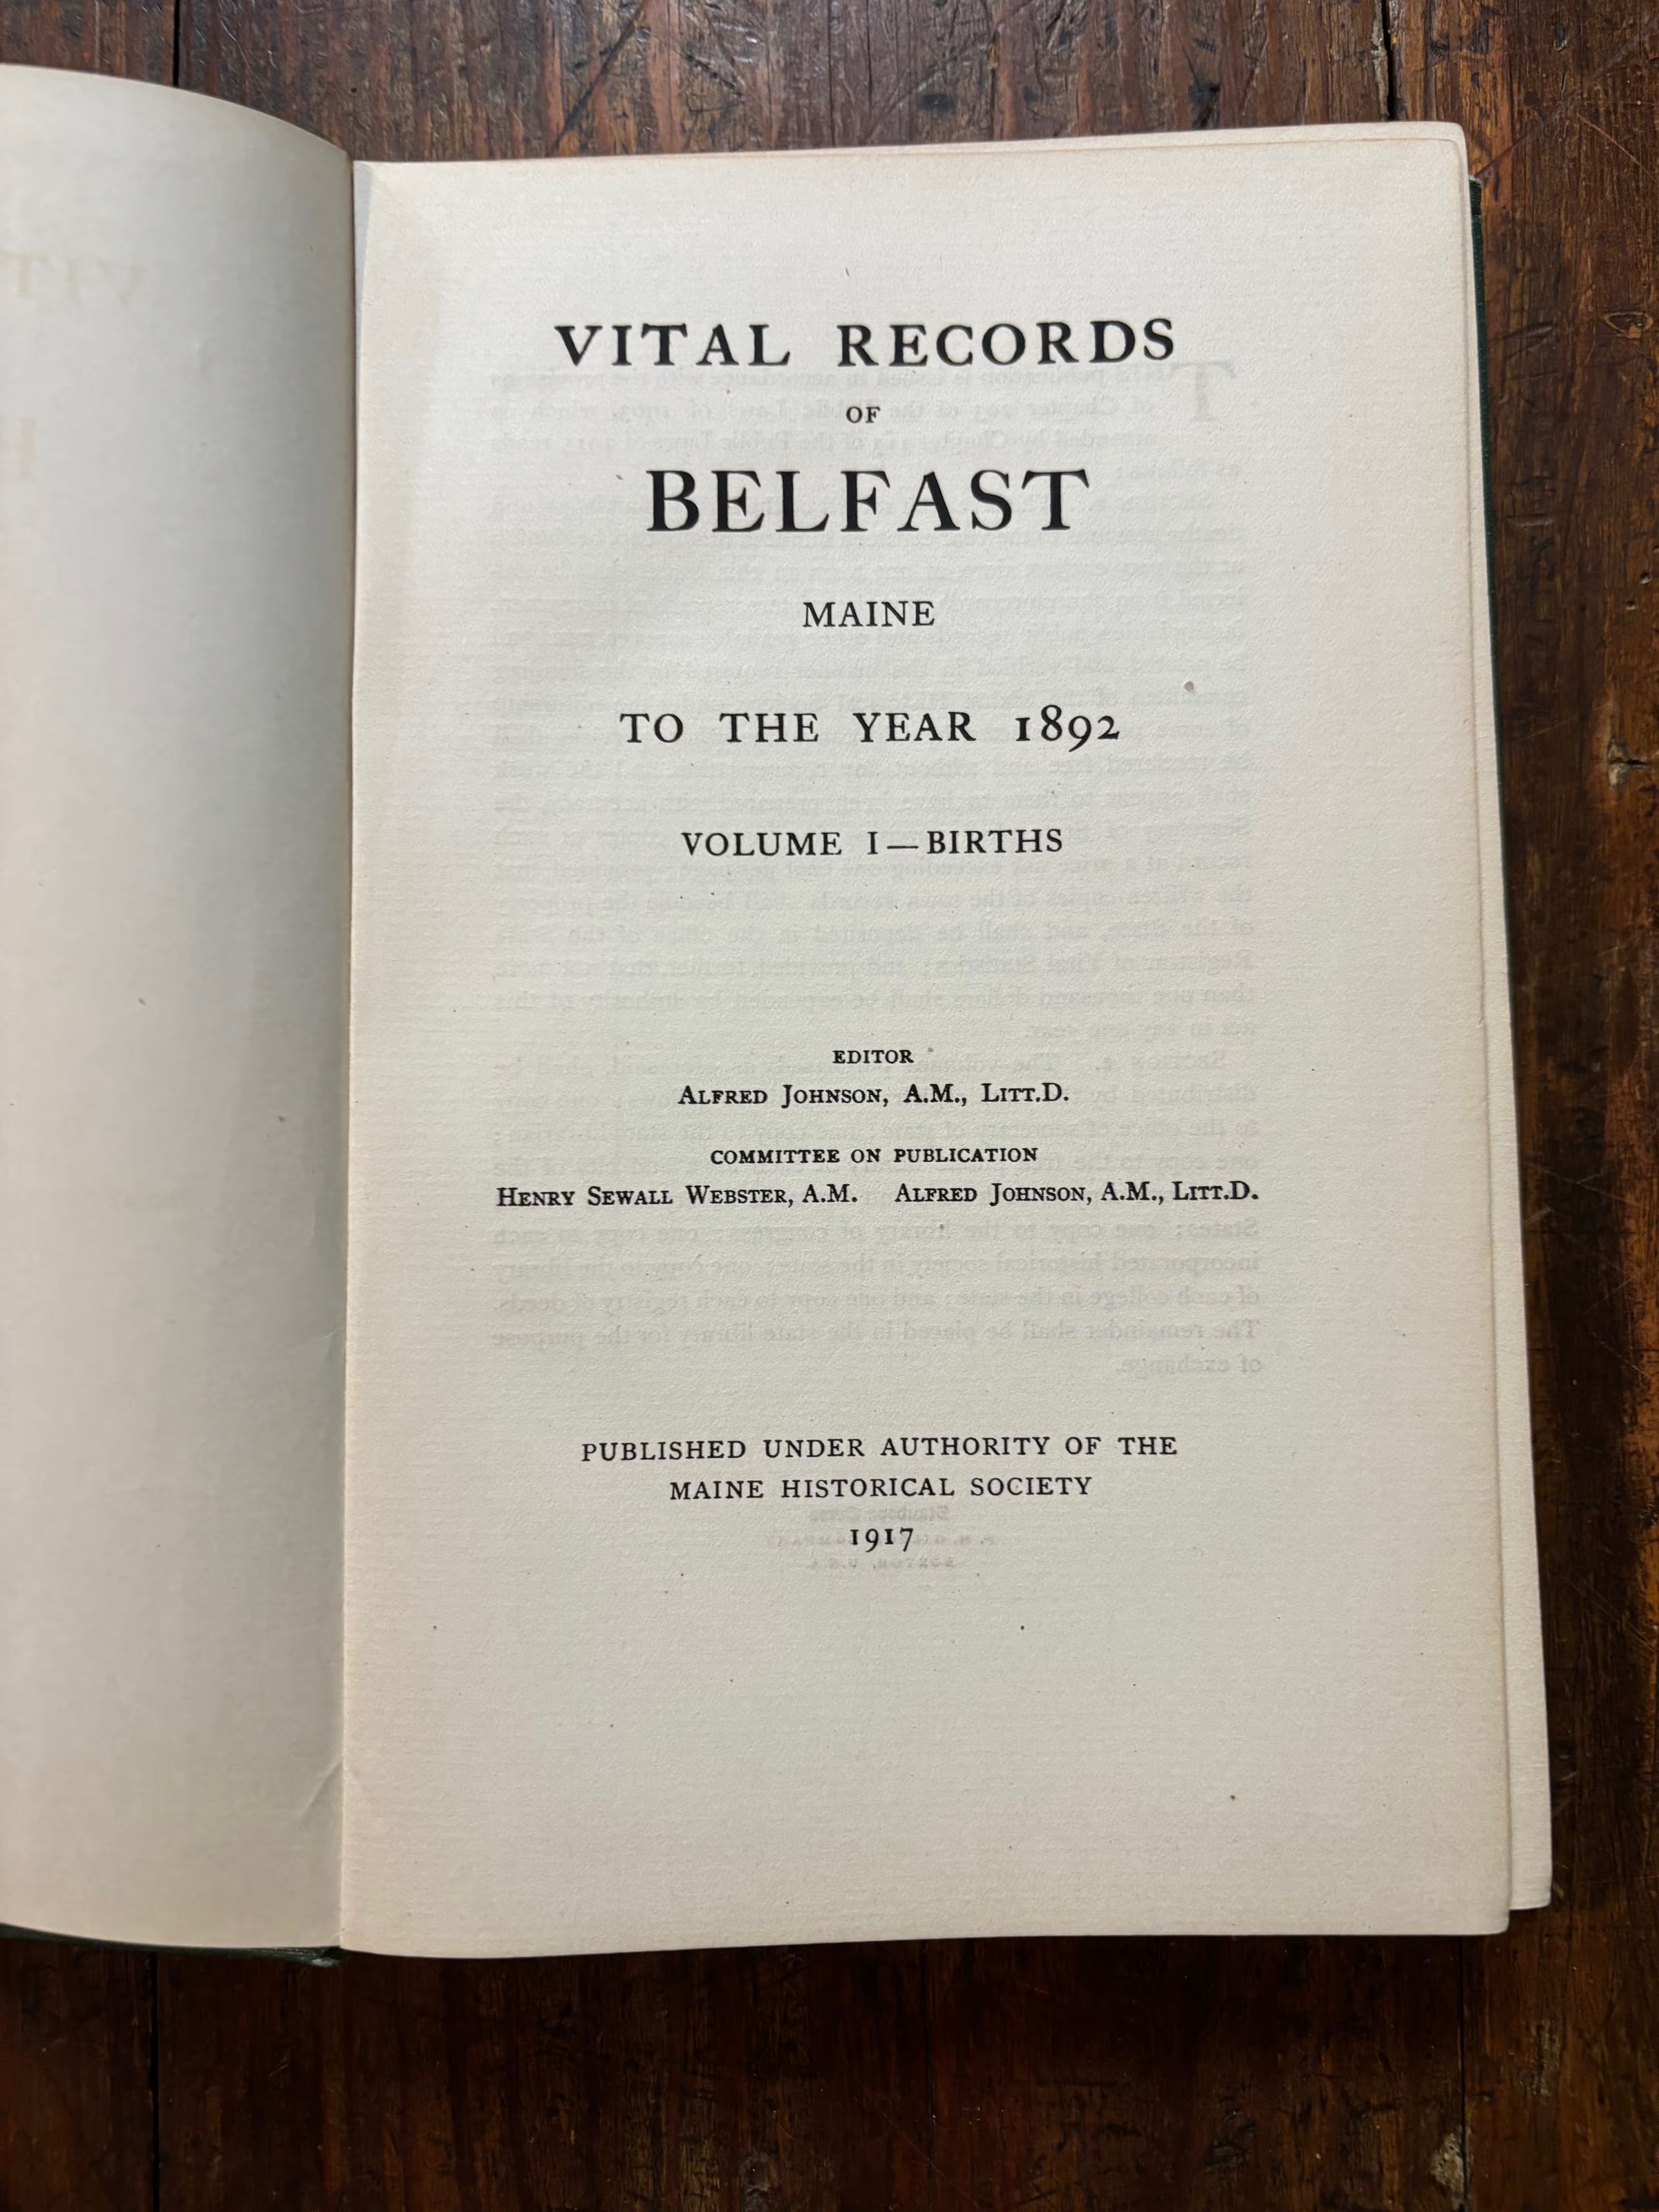 VITAL RECORDS
OF
BELFAST
MAINE
TO THE YEAR 1892
VOLUME I—BIRTHS
EDITOR
ALFRED JOHNSON, A.M., LITT.D.
COMMITTEE ON PUBLICATION
HENRY SEWALL WEBSTER, A.M. ALFRED JOHNSON, A.M., LITT.D.
PUBLISHED UNDER AUTHORITY OF THE
MAINE HISTORICAL SOCIETY
1917